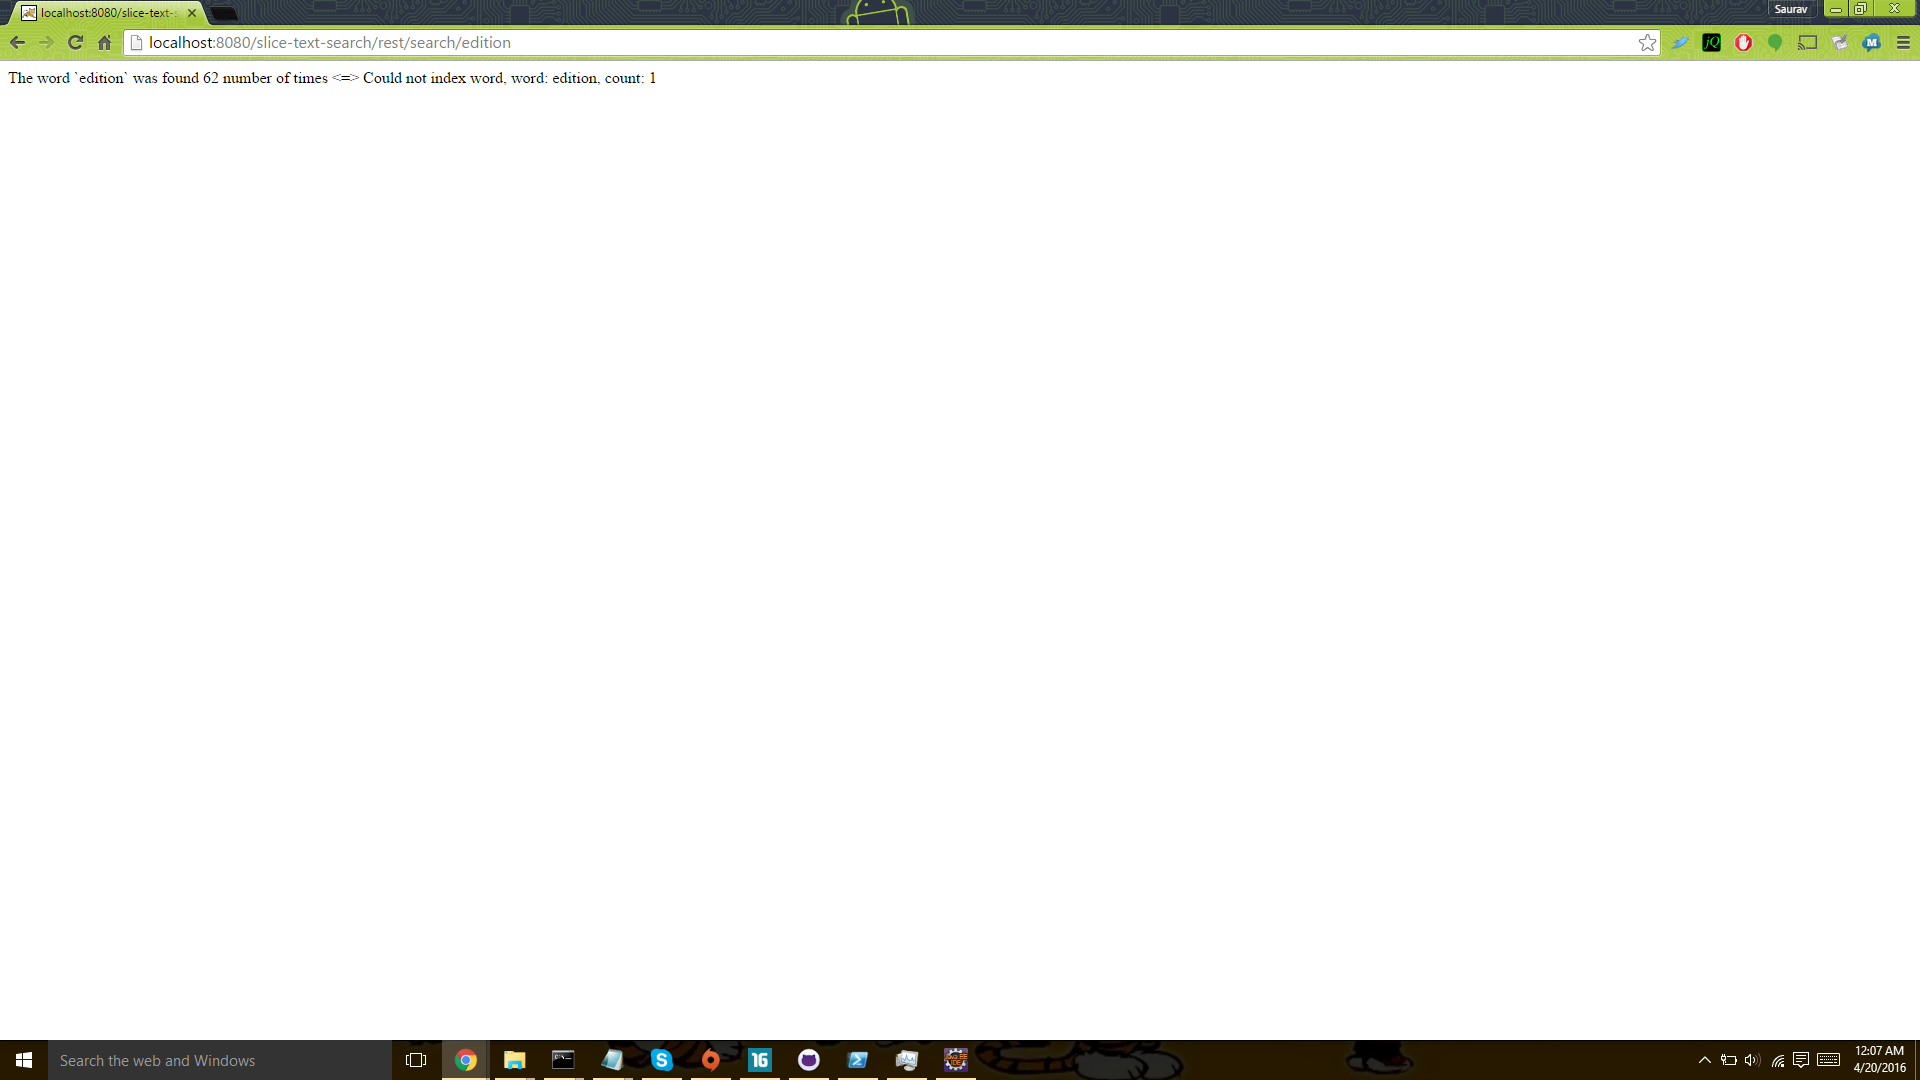 localhost:8080/slice-text-s
Saurav
localhost:8080/slice-text-search/rest/search/edition
jQ
M
The word `edition` was found 62 number of times <=> Could not index word, word: edition, count: 1
Search the web and Windows
16
12:07 AM
4/20/2016